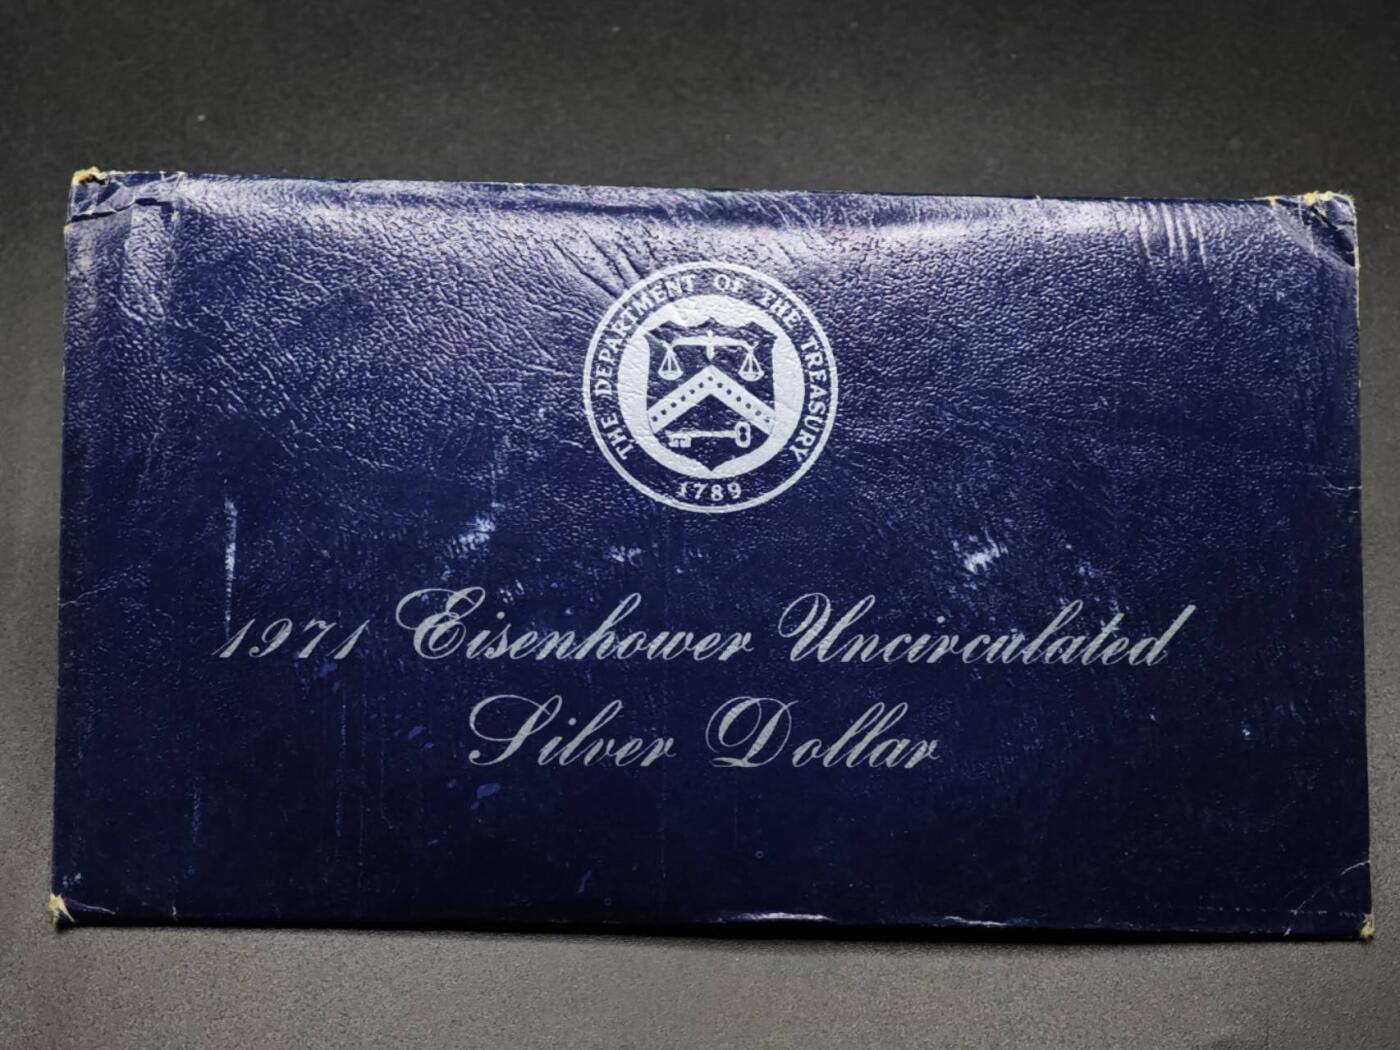 THE DEPARTMENT OF THE TREASURY
1789
1971 Eisenhower Uncirculated
Silver Dollar